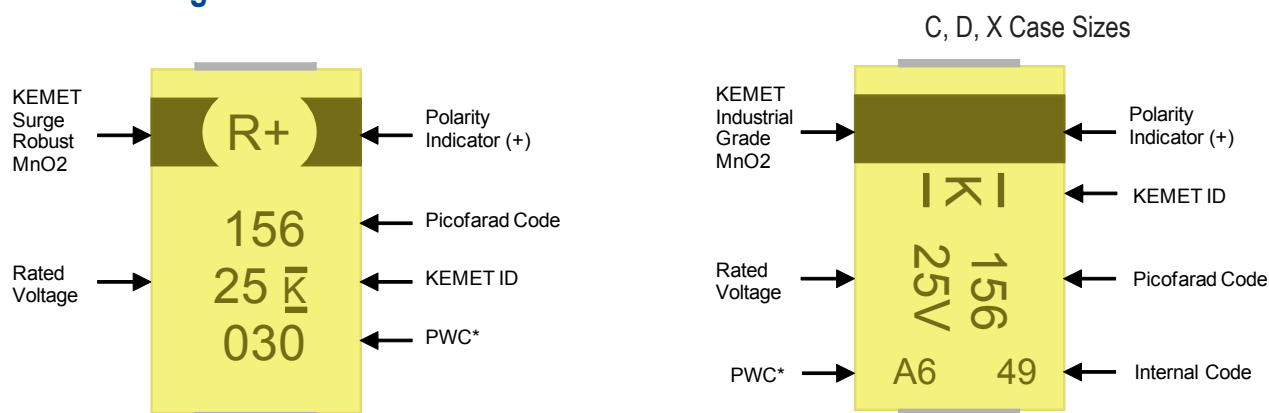 C, D, X Case Sizes
KEMET
Surge
Robust
MnO2
R+
Polarity
Indicator (+)
156
Picofarad Code
Rated
Voltage
25 K
KEMET ID
030
PWC*
KEMET
Industrial
Grade
MnO2
Polarity
Indicator (+)
K
KEMET ID
Rated
Voltage
156
25V
Picofarad Code
PWC*
A6 49
Internal Code